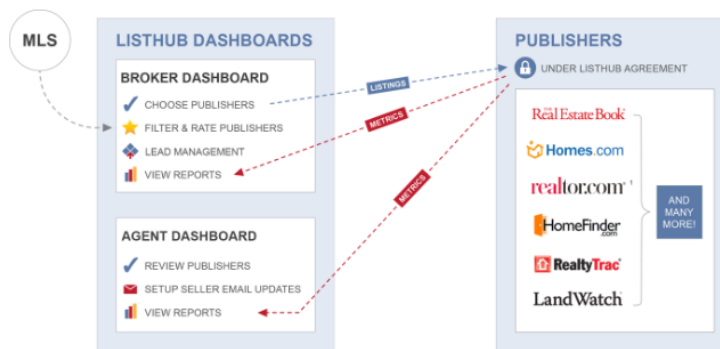 MLS
LISTHUB DASHBOARDS
BROKER DASHBOARD
CHOOSE PUBLISHERS
FILTER & RATE PUBLISHERS
LEAD MANAGEMENT
VIEW REPORTS
AGENT DASHBOARD
REVIEW PUBLISHERS
SETUP SELLER EMAIL UPDATES
VIEW REPORTS
LISTINGS
METRICS
METRICS
PUBLISHERS
UNDER LISTHUB AGREEMENT
THE
Real Estate Book
Homes.com
realtor.com
HomeFinder
.com
RealtyTrac
LandWatch
AND
MANY
MORE!